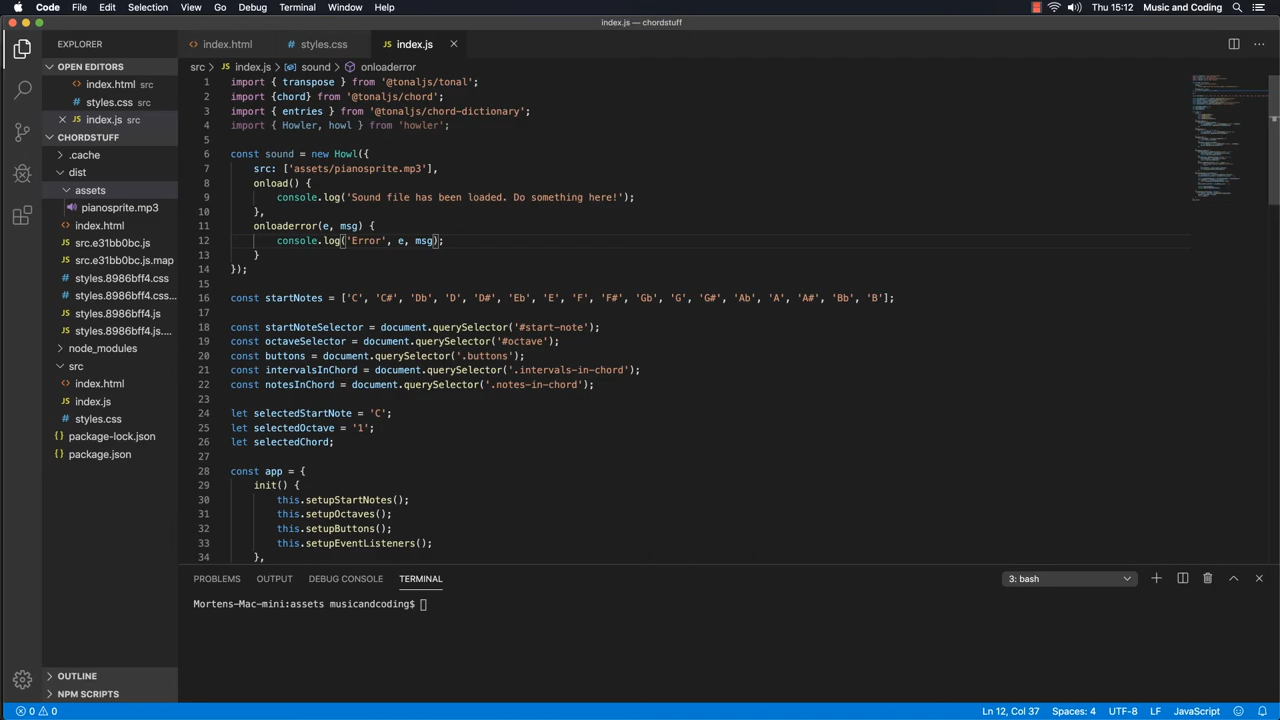 Code File Edit Selection View Go Debug Terminal Window Help Thu 15:12 Music and Coding
index.js — chordstuff
EXPLORER
index.html
styles.css
JS index.js
OPEN EDITORS
index.html src
styles.css src
JS index.js src
CHORDSTUFF
.cache
dist
assets
pianosprite.mp3
index.html
src.e31bb0bc.js
src.e31bb0bc.js.map
styles.8986bff4.css
styles.8986bff4.css...
styles.8986bff4.js
styles.8986bff4.js....
node_modules
src
index.html
index.js
styles.css
package-lock.json
package.json
OUTLINE
NPM SCRIPTS
src > JS index.js > sound > onloaderror
1 import { transpose } from '@tonaljs/tonal';
2 import {chord} from '@tonaljs/chord';
3 import { entries } from '@tonaljs/chord-dictionary';
4 import { Howler, howl } from 'howler';
5
6 const sound = new Howl({
7 src: ['assets/pianosprite.mp3'],
8 onload() {
9 console.log('Sound file has been loaded. Do something here!');
10 },
11 onloaderror(e, msg) {
12 console.log('Error', e, msg);
13 }
14 });
15
16 const startNotes = ['C', 'C#', 'Db', 'D', 'D#', 'Eb', 'E', 'F', 'F#', 'Gb', 'G', 'G#', 'Ab', 'A', 'A#', 'Bb', 'B'];
17
18 const startNoteSelector = document.querySelector('#start-note');
19 const octaveSelector = document.querySelector('#octave');
20 const buttons = document.querySelector('.buttons');
21 const intervalsInChord = document.querySelector('.intervals-in-chord');
22 const notesInChord = document.querySelector('.notes-in-chord');
23
24 let selectedStartNote = 'C';
25 let selectedOctave = '1';
26 let selectedChord;
27
28 const app = {
29 init() {
30 this.setupStartNotes();
31 this.setupOctaves();
32 this.setupButtons();
33 this.setupEventListeners();
34 },
PROBLEMS OUTPUT DEBUG CONSOLE TERMINAL 3: bash
Mortens-Mac-mini:assets musicandcoding$
0 0 Ln 12, Col 37 Spaces: 4 UTF-8 LF JavaScript